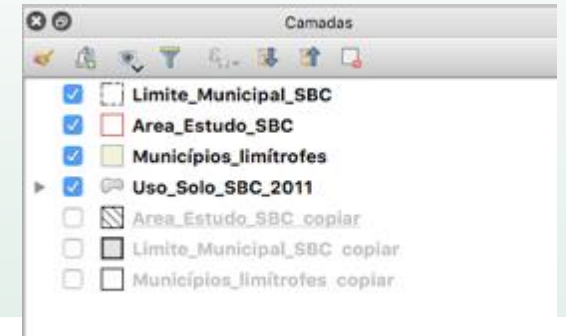 Camadas
Limite_Municipal_SBC
Area_Estudo_SBC
Municípios_limítrofes
Uso_Solo_SBC_2011
Area_Estudo_SBC copiar
Limite_Municipal_SBC copiar
Municípios_limítrofes copiar